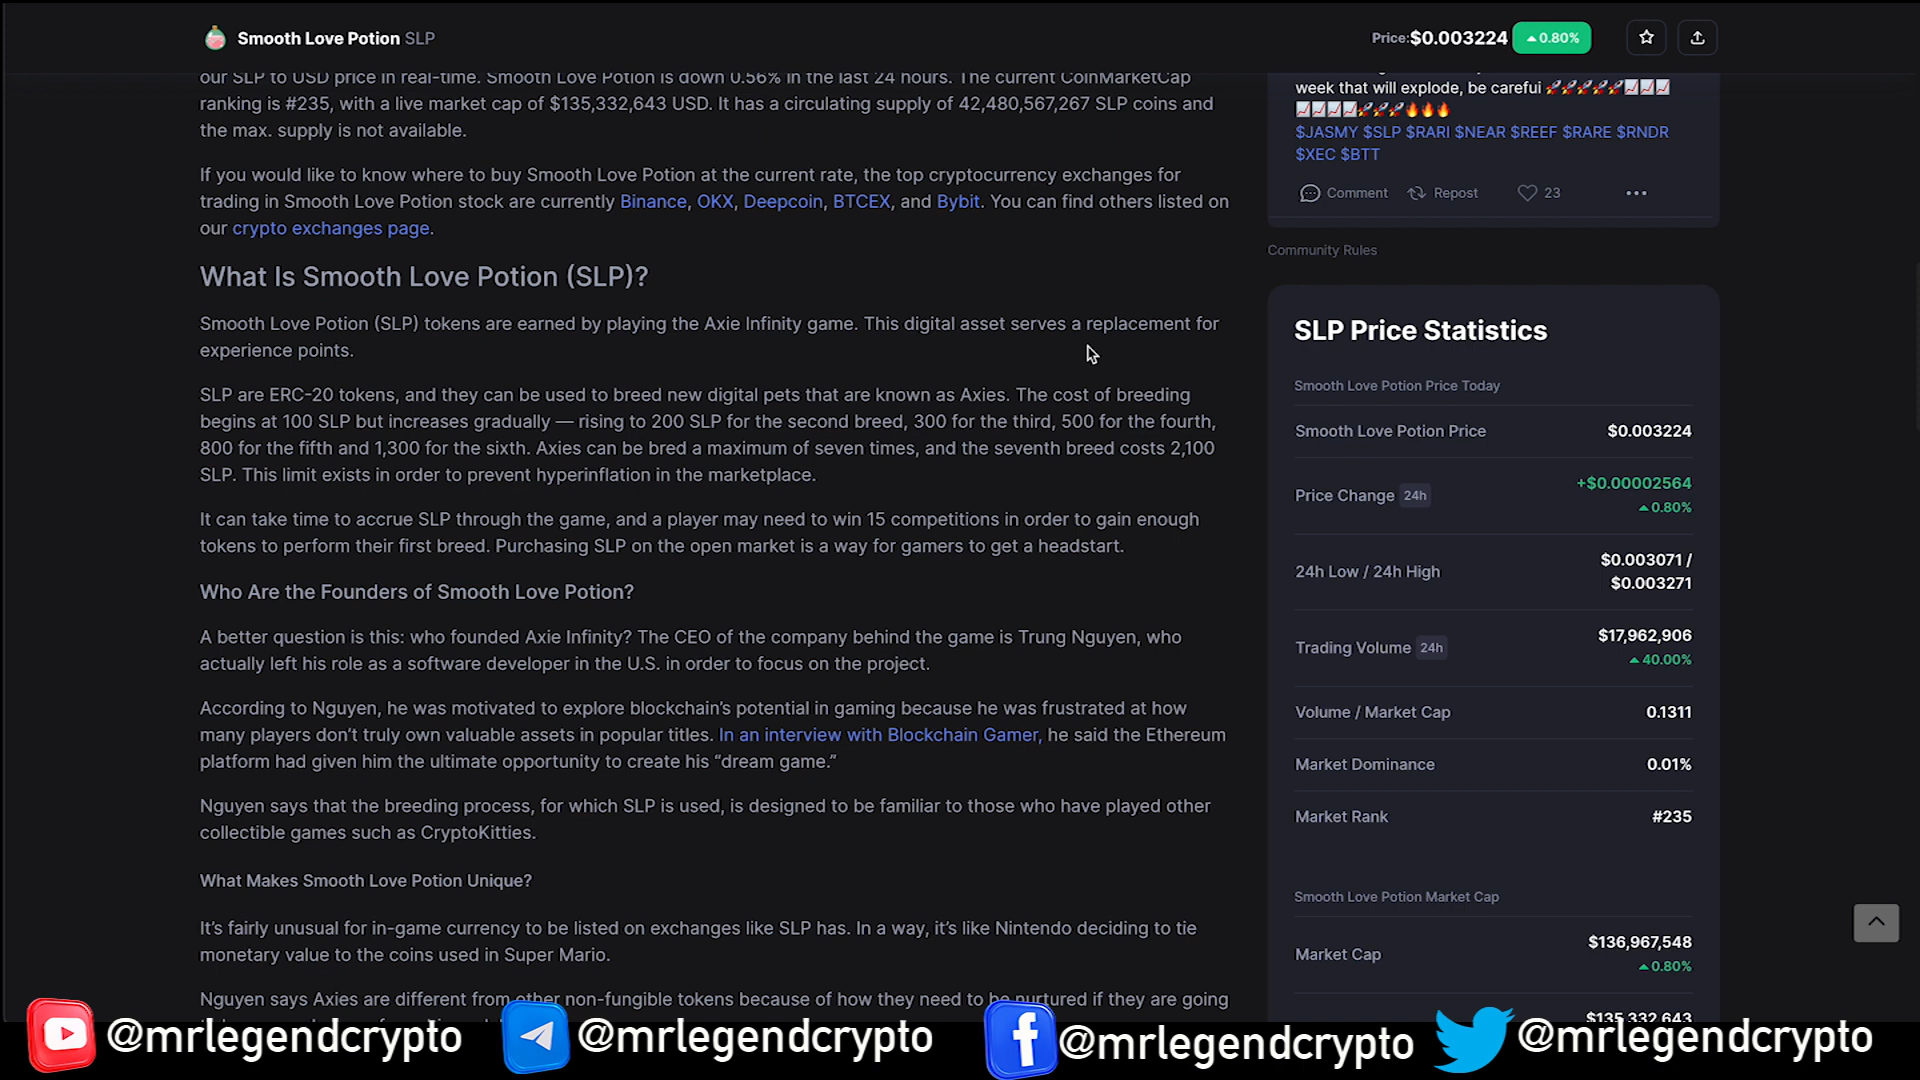 Smooth Love Potion SLP
Price:$0.003224 0.80%
our SLP to USD price in real-time. Smooth Love Potion is down 0.56% in the last 24 hours. The current CoinMarketCap
ranking is #235, with a live market cap of $135,332,643 USD. It has a circulating supply of 42,480,567,267 SLP coins and
the max. supply is not available.
If you would like to know where to buy Smooth Love Potion at the current rate, the top cryptocurrency exchanges for
trading in Smooth Love Potion stock are currently Binance, OKX, Deepcoin, BTCEX, and Bybit. You can find others listed on
our crypto exchanges page.
What Is Smooth Love Potion (SLP)?
Smooth Love Potion (SLP) tokens are earned by playing the Axie Infinity game. This digital asset serves a replacement for
experience points.
SLP are ERC-20 tokens, and they can be used to breed new digital pets that are known as Axies. The cost of breeding
begins at 100 SLP but increases gradually — rising to 200 SLP for the second breed, 300 for the third, 500 for the fourth,
800 for the fifth and 1,300 for the sixth. Axies can be bred a maximum of seven times, and the seventh breed costs 2,100
SLP. This limit exists in order to prevent hyperinflation in the marketplace.
It can take time to accrue SLP through the game, and a player may need to win 15 competitions in order to gain enough
tokens to perform their first breed. Purchasing SLP on the open market is a way for gamers to get a headstart.
Who Are the Founders of Smooth Love Potion?
A better question is this: who founded Axie Infinity? The CEO of the company behind the game is Trung Nguyen, who
actually left his role as a software developer in the U.S. in order to focus on the project.
According to Nguyen, he was motivated to explore blockchain’s potential in gaming because he was frustrated at how
many players don’t truly own valuable assets in popular titles. In an interview with Blockchain Gamer, he said the Ethereum
platform had given him the ultimate opportunity to create his “dream game.”
Nguyen says that the breeding process, for which SLP is used, is designed to be familiar to those who have played other
collectible games such as CryptoKitties.
What Makes Smooth Love Potion Unique?
It’s fairly unusual for in-game currency to be listed on exchanges like SLP has. In a way, it’s like Nintendo deciding to tie
monetary value to the coins used in Super Mario.
Nguyen says Axies are different from other non-fungible tokens because of how they need to be nurtured if they are going
week that will explode, be carefui 🚀🚀🚀🚀🚀📈📈📈
📈📈📈📈🚀🚀🚀🔥🔥🔥
$JASMY $SLP $RARI $NEAR $REEF $RARE $RNDR
$XEC $BTT
Comment Repost 23
Community Rules
SLP Price Statistics
Smooth Love Potion Price Today
Smooth Love Potion Price $0.003224
Price Change 24h +$0.00002564
0.80%
24h Low / 24h High $0.003071 /
$0.003271
Trading Volume 24h $17,962,906
40.00%
Volume / Market Cap 0.1311
Market Dominance 0.01%
Market Rank #235
Smooth Love Potion Market Cap
Market Cap $136,967,548
0.80%
$135,332,643
@mrlegendcrypto @mrlegendcrypto @mrlegendcrypto @mrlegendcrypto